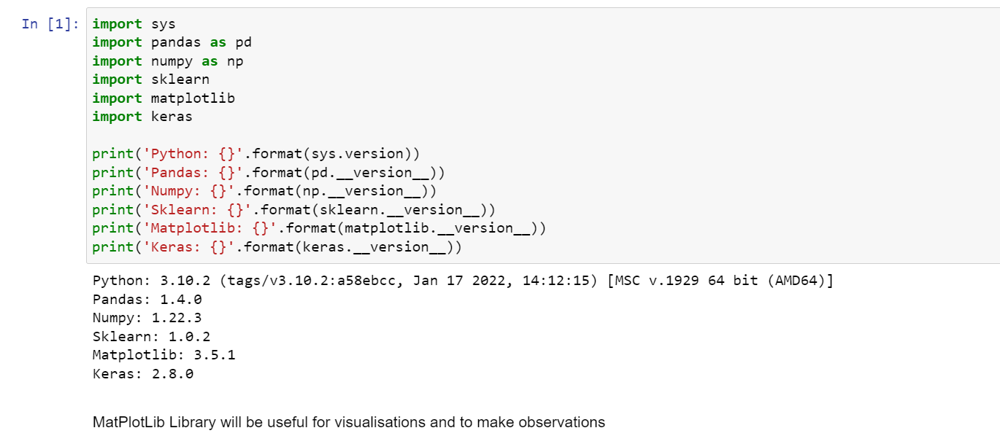 In [1]: import sys
import pandas as pd
import numpy as np
import sklearn
import matplotlib
import keras
print('Python: {}'.format(sys.version))
print('Pandas: {}'.format(pd.__version__))
print('Numpy: {}'.format(np.__version__))
print('Sklearn: {}'.format(sklearn.__version__))
print('Matplotlib: {}'.format(matplotlib.__version__))
print('Keras: {}'.format(keras.__version__))
Python: 3.10.2 (tags/v3.10.2:a58ebcc, Jan 17 2022, 14:12:15) [MSC v.1929 64 bit (AMD64)]
Pandas: 1.4.0
Numpy: 1.22.3
Sklearn: 1.0.2
Matplotlib: 3.5.1
Keras: 2.8.0
MatPlotLib Library will be useful for visualisations and to make observations